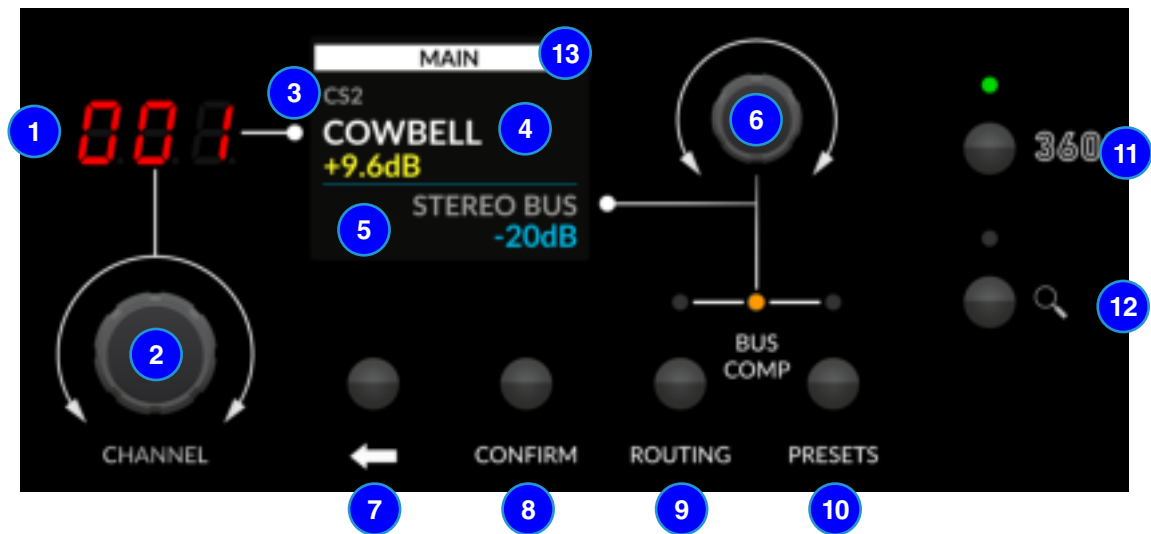 MAIN
13
3
CS2
1
001
COWBELL
4
+9.6dB
6
5
STEREO BUS
-20dB
360
11
2
12
BUS
COMP
CHANNEL
CONFIRM
ROUTING
PRESETS
7
8
9
10